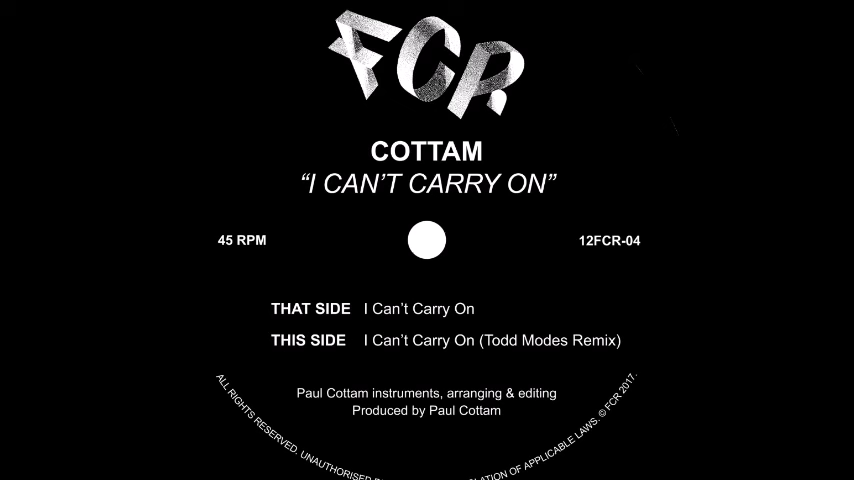 FCR
COTTAM
“I CAN’T CARRY ON”
45 RPM
12FCR-04
THAT SIDE I Can’t Carry On
THIS SIDE I Can’t Carry On (Todd Modes Remix)
Paul Cottam instruments, arranging & editing
Produced by Paul Cottam
ALL RIGHTS RESERVED. UNAUTHORISED OF APPLICABLE LAWS. © FCR 2017.